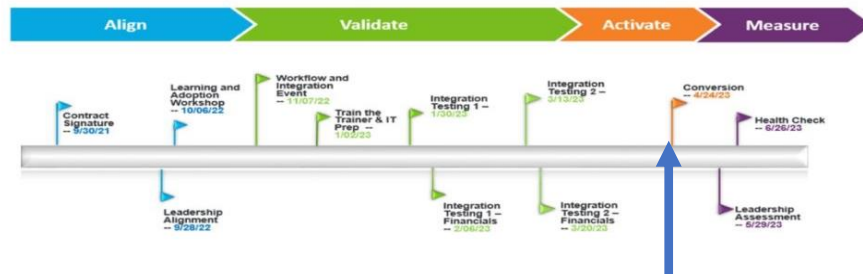 Align
Validate
Activate
Measure
Contract
Signature
-- 9/30/21
Learning and
Adoption
Workshop
-- 10/06/22
Workflow and
Integration
Event
-- 11/07/22
Train the
Trainer & IT
Prep --
1/02/23
Integration
Testing 1 --
1/30/23
Integration
Testing 2 –
-- 3/13/23
Conversion
-- 4/24/23
Health Check
-- 6/26/23
Leadership
Alignment --
9/28/22
Integration
Testing 1 –
Financials
-- 2/06/23
Integration
Testing 2 –
Financials
-- 3/20/23
Leadership
Assessment --
-- 5/29/23